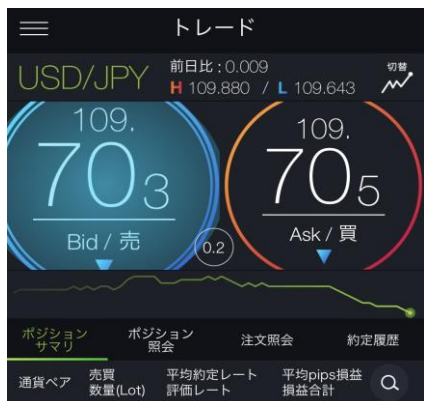 トレード
USD/JPY
前日比 : 0.009
H 109.880 / L 109.643
切替
109.
703
Bid / 売
0.2
109.
705
Ask / 買
ポジション
サマリ
ポジション
照会
注文照会
約定履歴
通貨ペア
売買
数量(Lot)
平均約定レート
評価レート
平均pips損益
損益合計